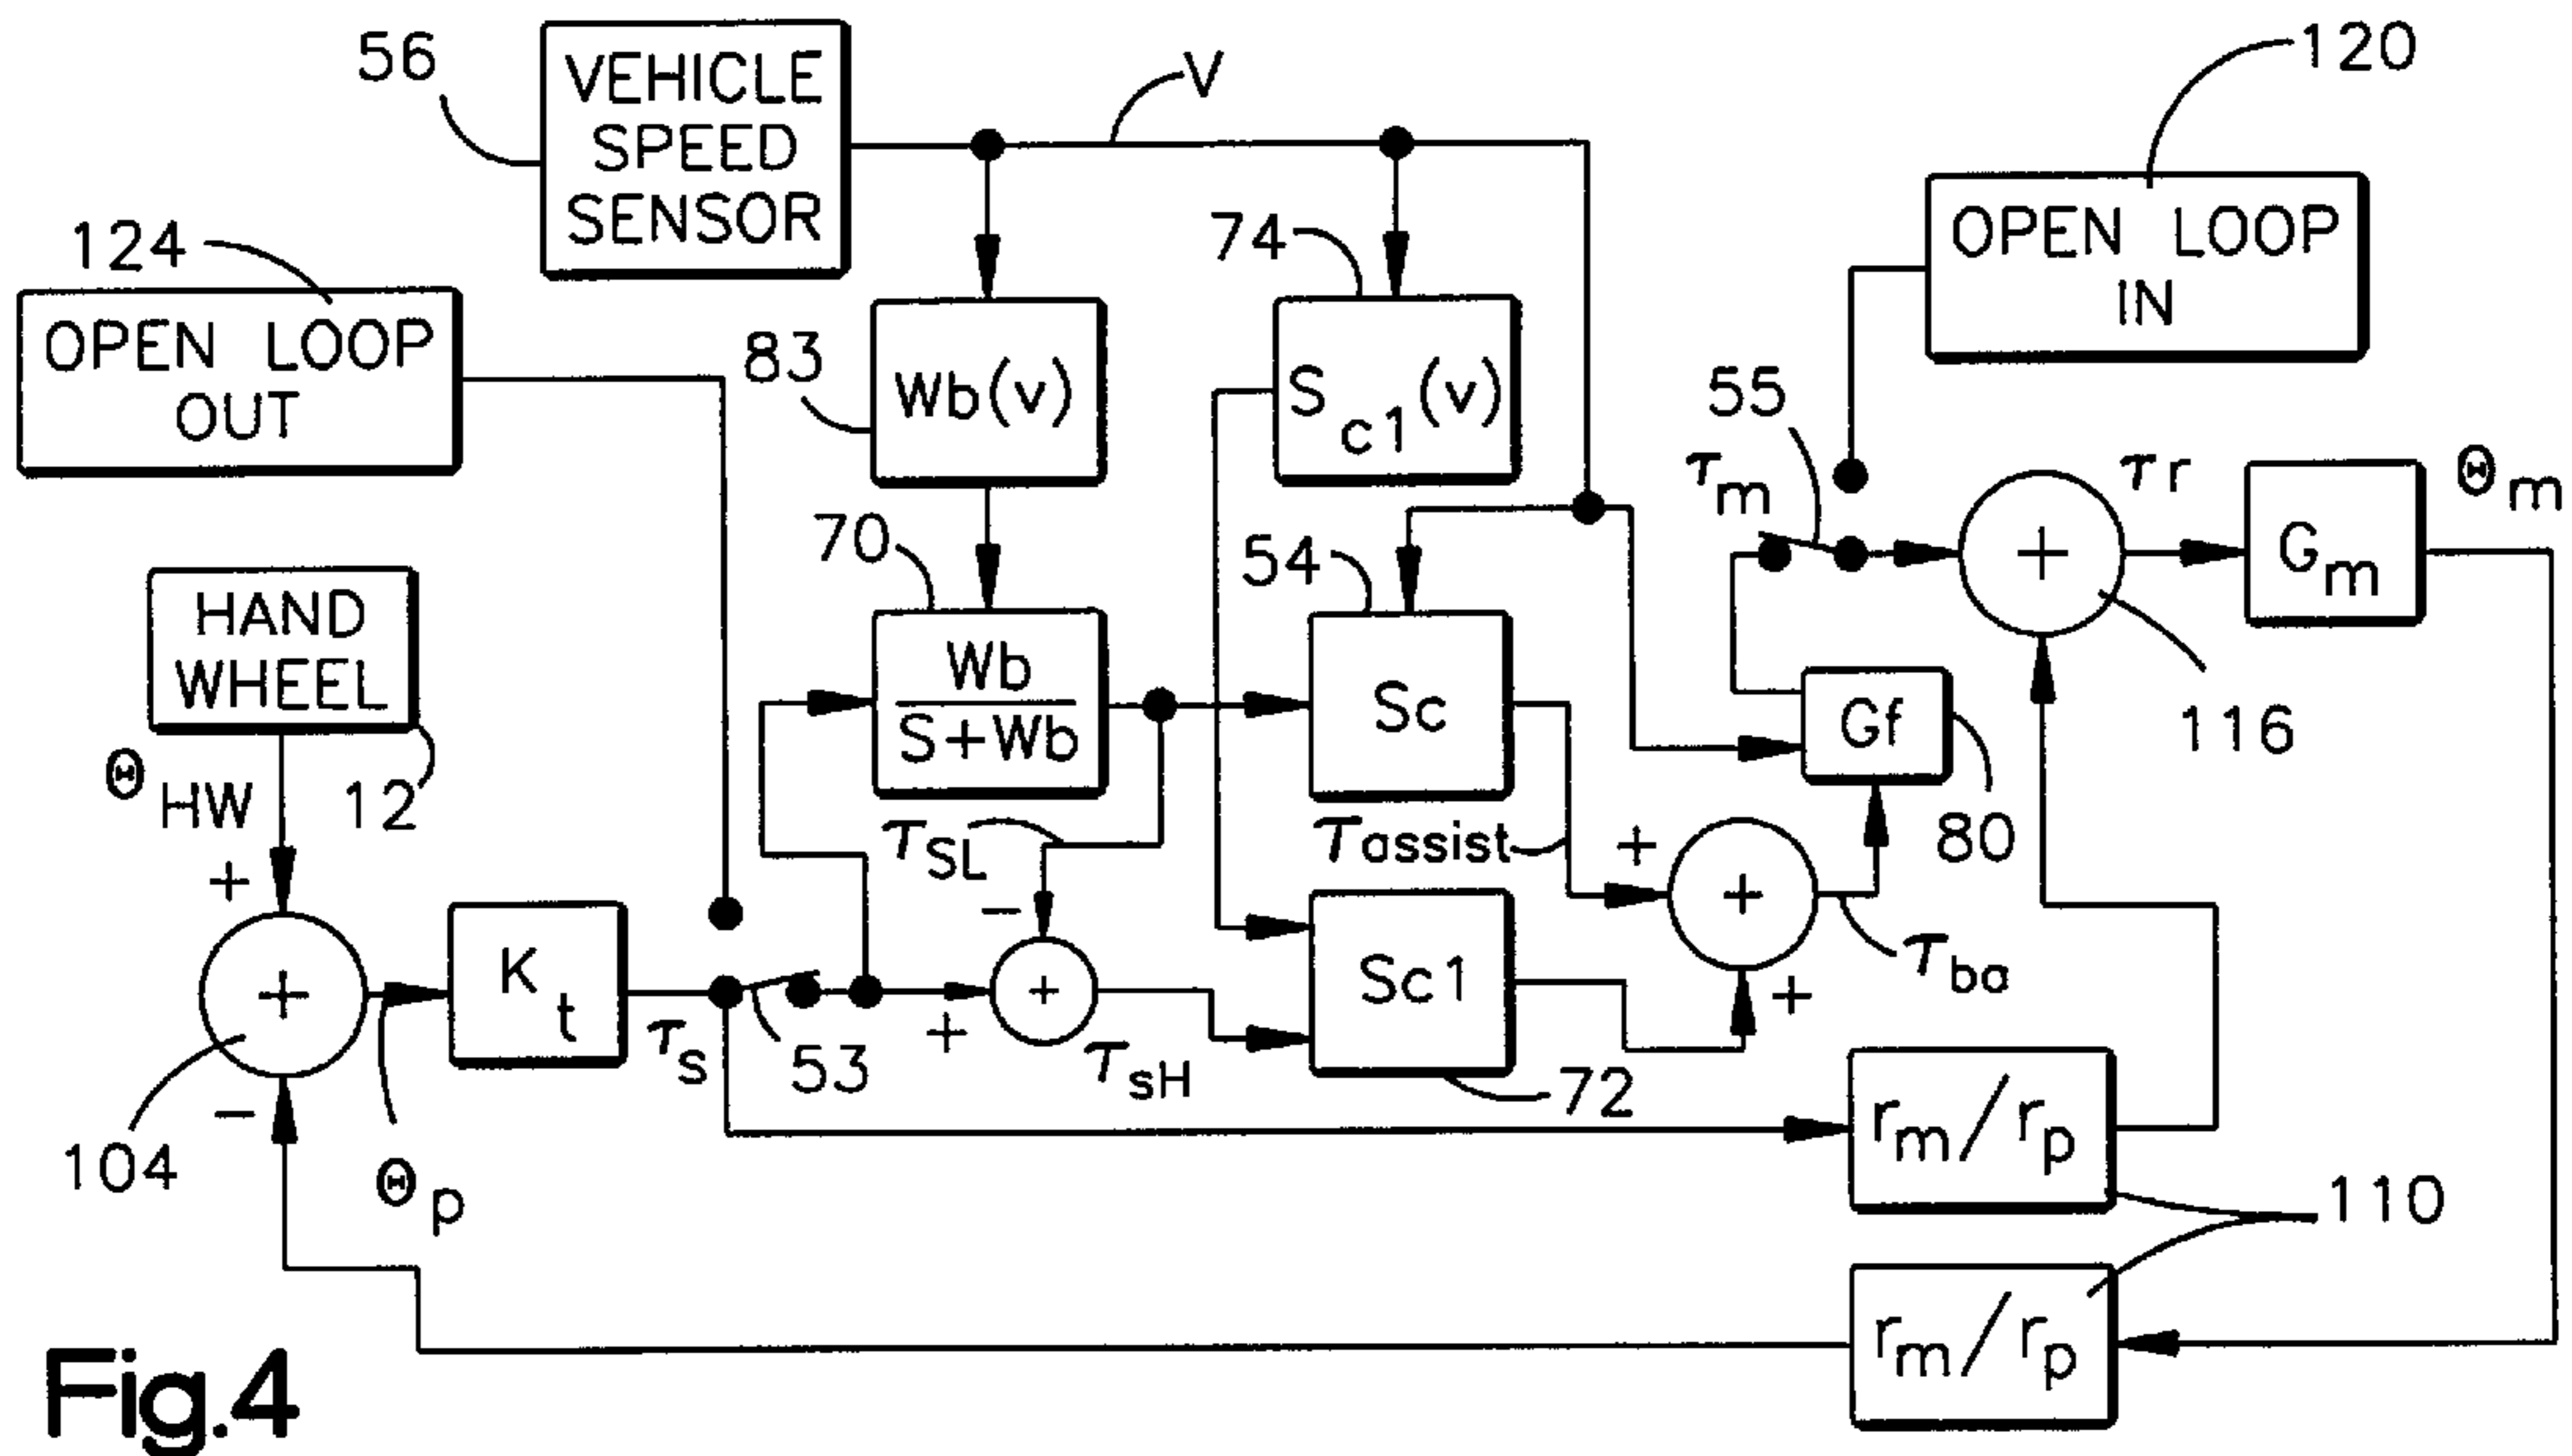 56
VEHICLE
SPEED
SENSOR
V
120
OPEN LOOP
IN
124
OPEN LOOP
OUT
83
Wb(v)
74
S c1 (v)
55
τm
τr
Gm
Θm
70
Wb
S+Wb
54
Sc
Gf
80
116
HAND
WHEEL
ΘHW
12
τSL
τassist
+
+
+
τba
+
+
104
−
Θp
Kt
τs
53
−
+
+
τsH
Sc1
72
+
rm/rp
110
rm/rp
Fig.4